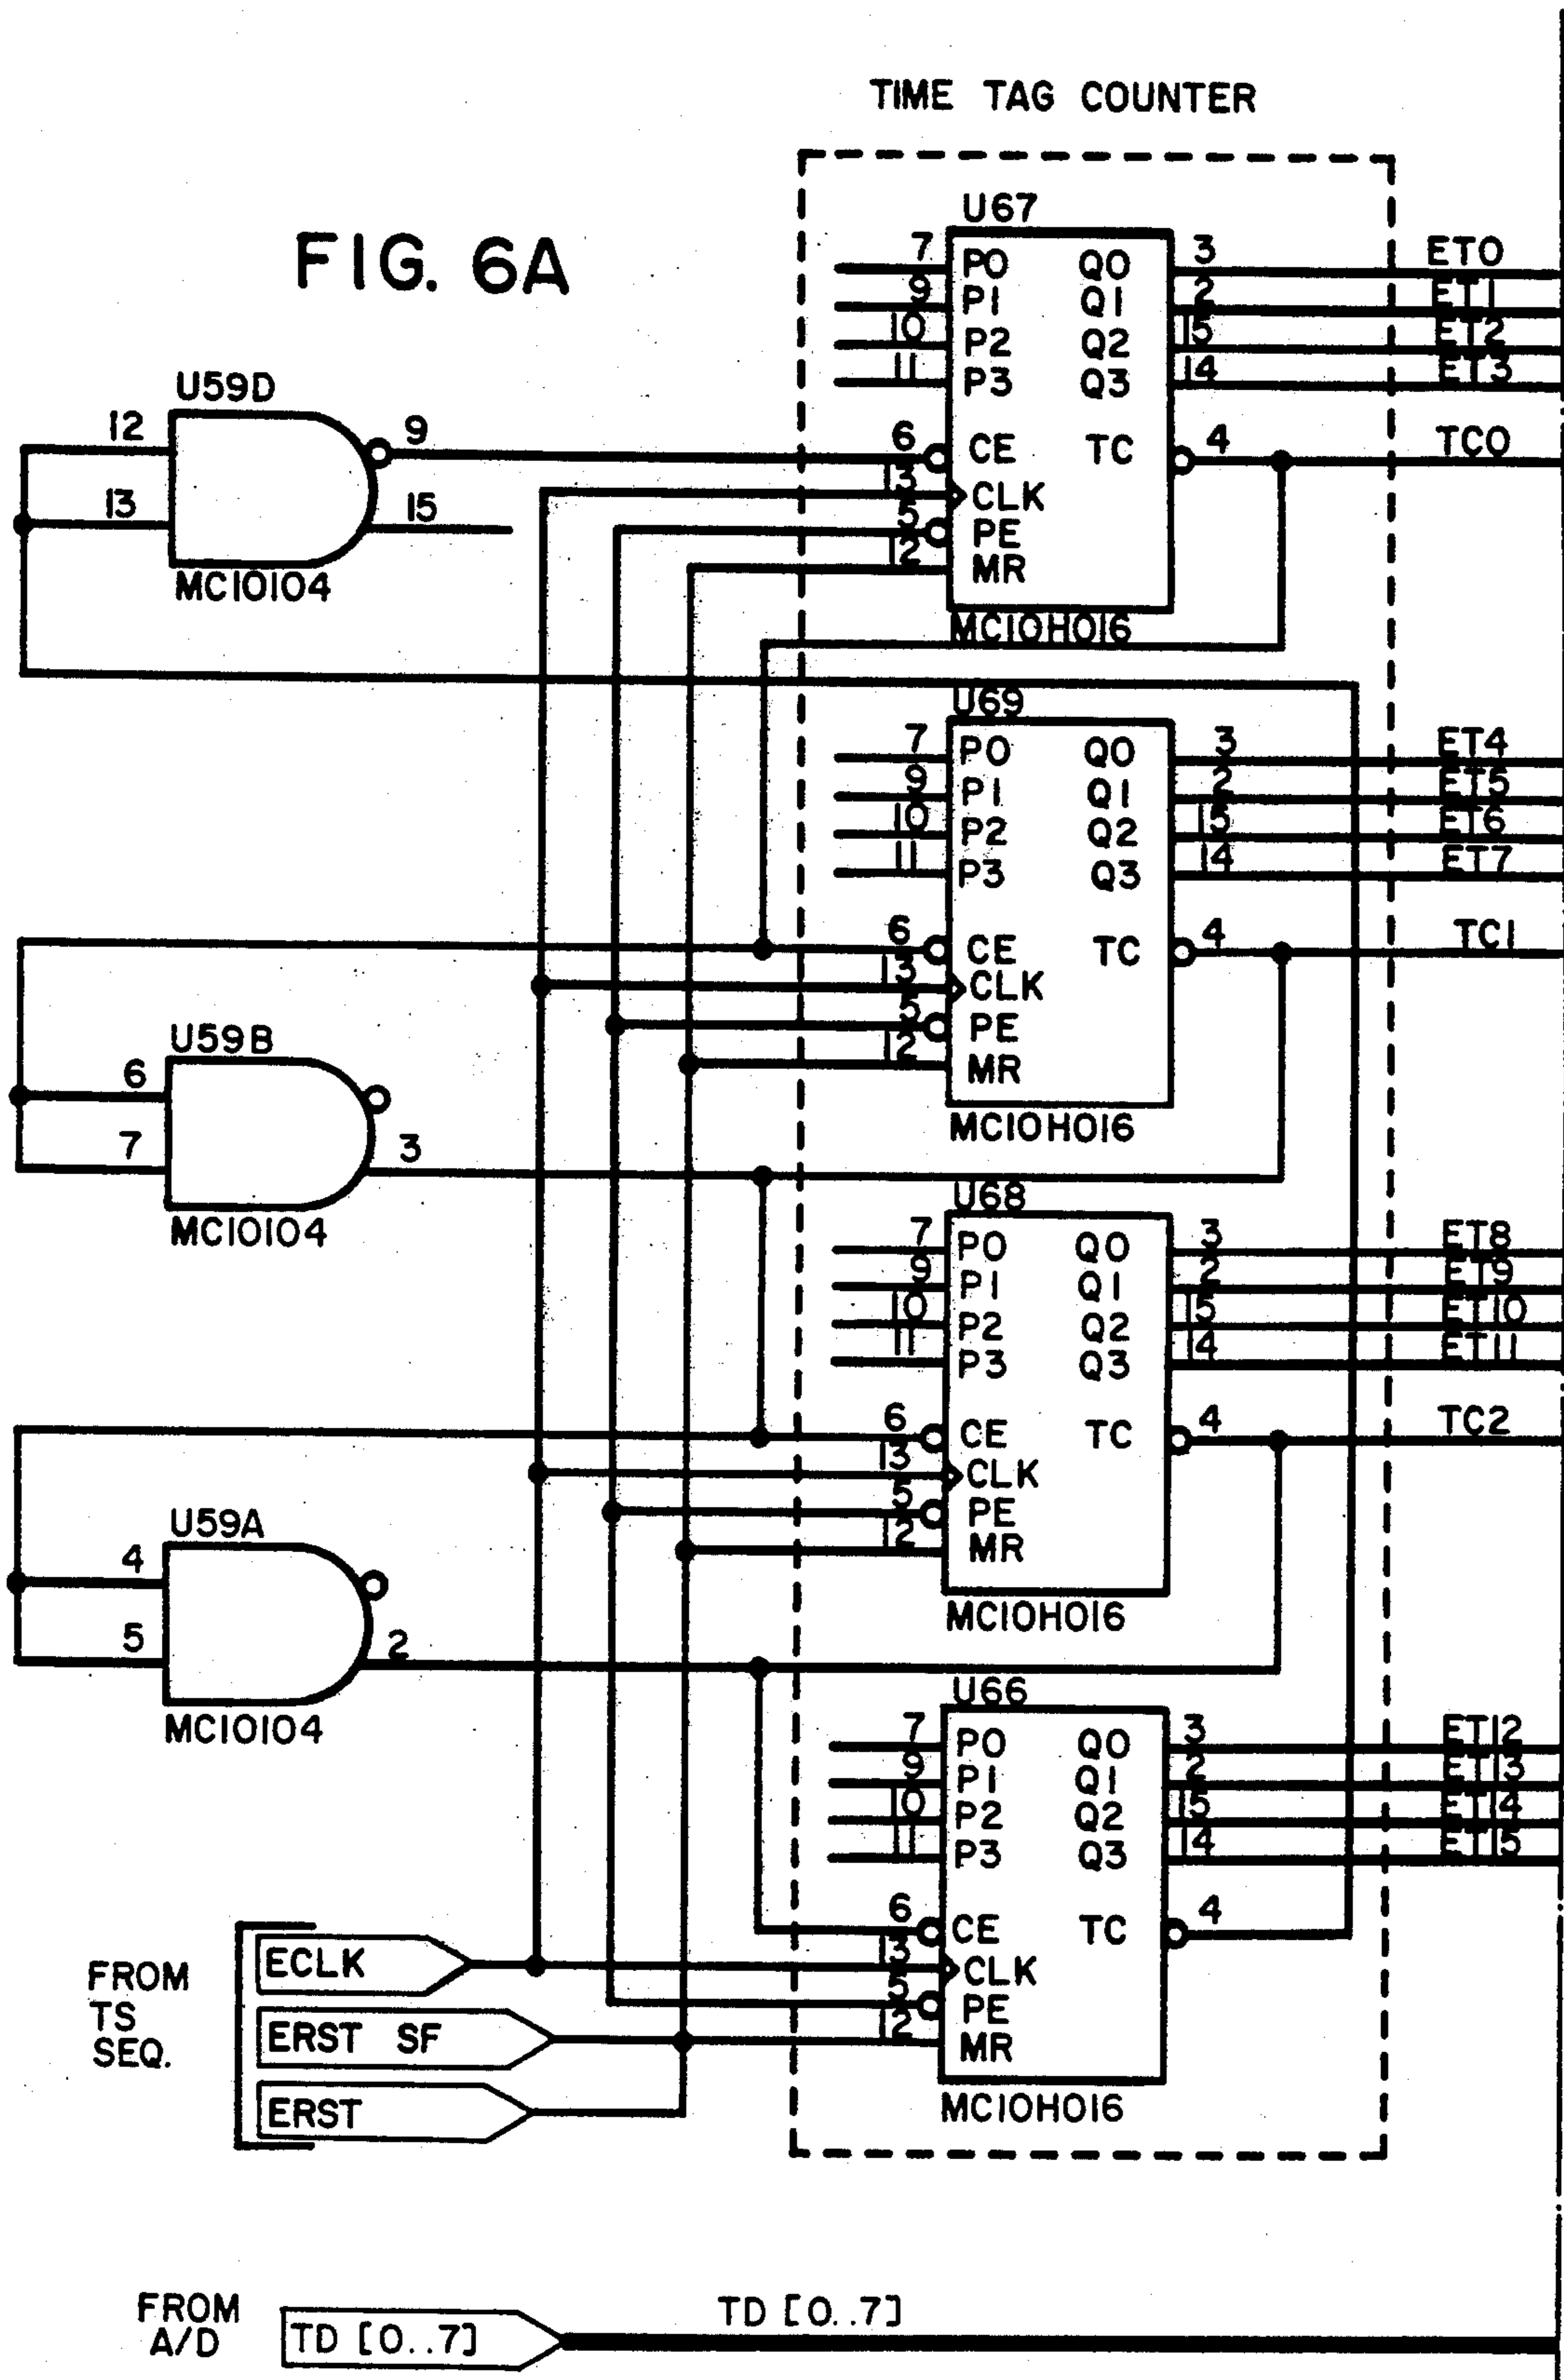 TIME TAG COUNTER
FIG. 6A
U67
7 P0 Q0 3 ET0
9 P1 Q1 2 ET1
10 P2 Q2 15 ET2
11 P3 Q3 14 ET3
6 CE TC 4 TC0
13 CLK
5 PE
12 MR
MC10H016
U59D
12 9
13 15
MC10104
U69
7 P0 Q0 3 ET4
9 P1 Q1 2 ET5
10 P2 Q2 15 ET6
11 P3 Q3 14 ET7
6 CE TC 4 TC1
13 CLK
5 PE
12 MR
MC10H016
U59B
6
7 3
MC10104
U68
7 P0 Q0 3 ET8
9 P1 Q1 2 ET9
10 P2 Q2 15 ET10
11 P3 Q3 14 ET11
6 CE TC 4 TC2
13 CLK
5 PE
12 MR
MC10H016
U59A
4
5 2
MC10104
U66
7 P0 Q0 3 ET12
9 P1 Q1 2 ET13
10 P2 Q2 15 ET14
11 P3 Q3 14 ET15
6 CE TC 4
13 CLK
5 PE
12 MR
MC10H016
FROM
TS
SEQ.
ECLK
ERST SF
ERST
FROM
A/D
TD [0..7]
TD [0..7]